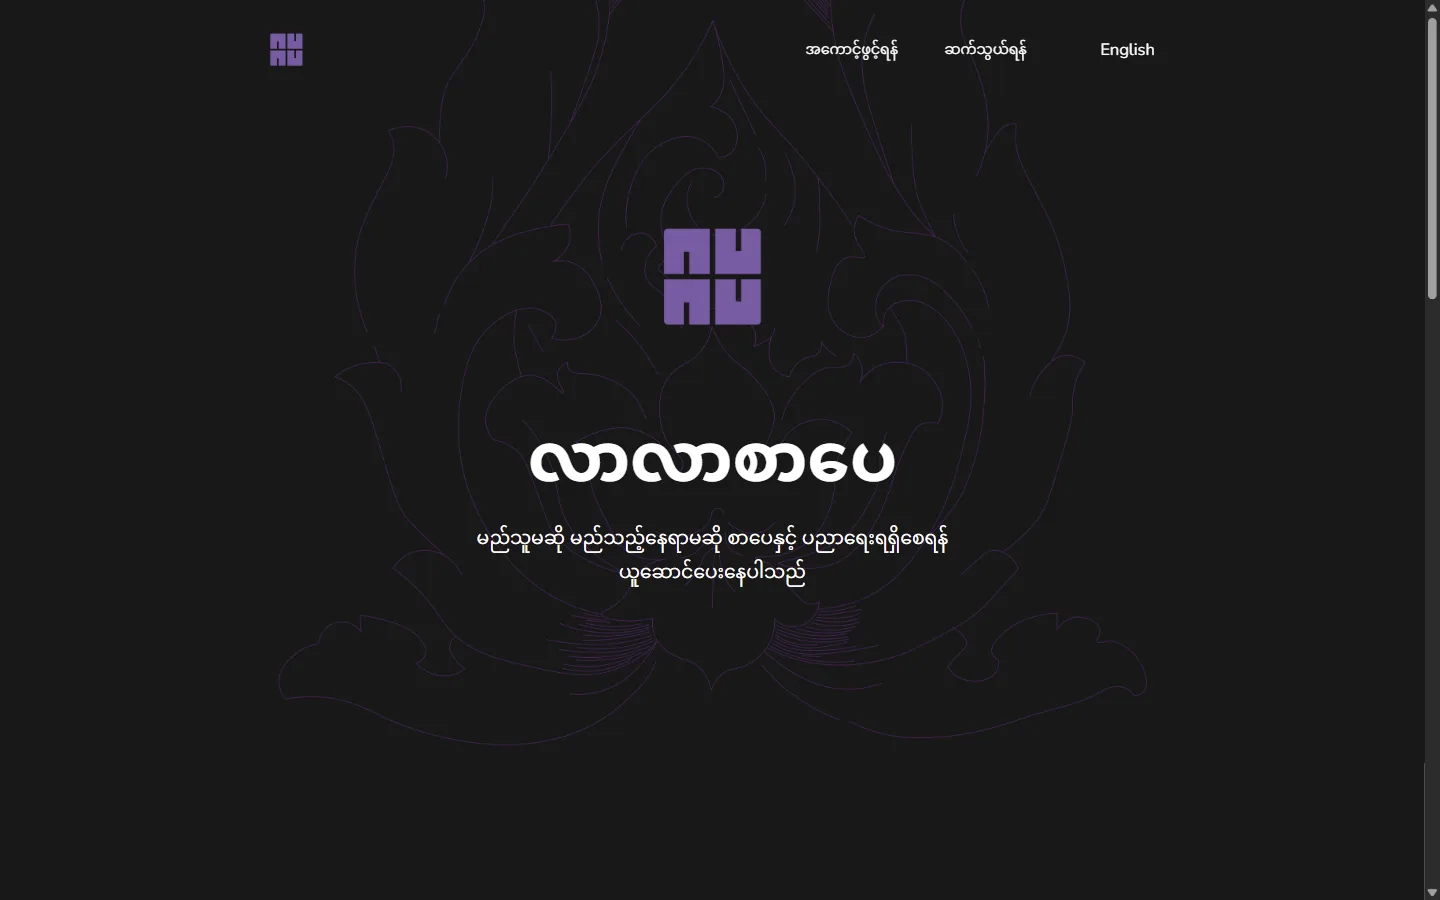 အကောင့်ဖွင့်ရန်
ဆက်သွယ်ရန်
English
လာလာစာပေ
မည်သူမဆို မည်သည့်နေရာမဆို စာပေနှင့် ပညာရေးရရှိစေရန်
ယူဆောင်ပေးနေပါသည်